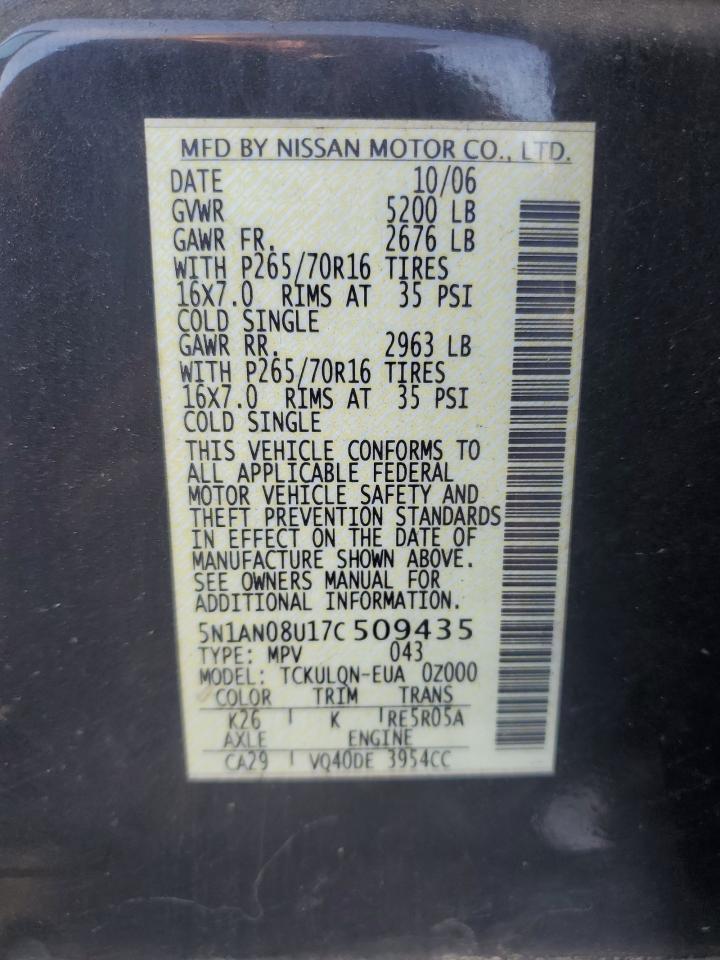 MFD BY NISSAN MOTOR CO., LTD.
DATE 10/06
GVWR 5200 LB
GAWR FR. 2676 LB
WITH P265/70R16 TIRES
16X7.0 RIMS AT 35 PSI
COLD SINGLE
GAWR RR. 2963 LB
WITH P265/70R16 TIRES
16X7.0 RIMS AT 35 PSI
COLD SINGLE
THIS VEHICLE CONFORMS TO
ALL APPLICABLE FEDERAL
MOTOR VEHICLE SAFETY AND
THEFT PREVENTION STANDARDS
IN EFFECT ON THE DATE OF
MANUFACTURE SHOWN ABOVE.
SEE OWNERS MANUAL FOR
ADDITIONAL INFORMATION.
5N1AN08U17C509435
TYPE: MPV 043
MODEL: TCKULQN-EUA 0Z000
COLOR TRIM TRANS
K26 K RE5R05A
AXLE ENGINE
CA29 VQ40DE 3954CC